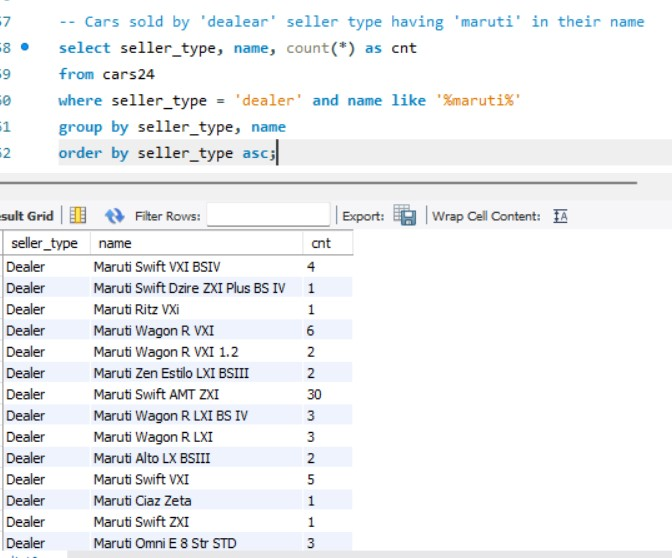 57 -- Cars sold by 'dealear' seller type having 'maruti' in their name
58 select seller_type, name, count(*) as cnt
59 from cars24
60 where seller_type = 'dealer' and name like '%maruti%'
61 group by seller_type, name
62 order by seller_type asc;
sult Grid Filter Rows: Export: Wrap Cell Content:
seller_type name cnt
Dealer Maruti Swift VXI BSIV 4
Dealer Maruti Swift Dzire ZXI Plus BS IV 1
Dealer Maruti Ritz VXi 1
Dealer Maruti Wagon R VXI 6
Dealer Maruti Wagon R VXI 1.2 2
Dealer Maruti Zen Estilo LXI BSIII 2
Dealer Maruti Swift AMT ZXI 30
Dealer Maruti Wagon R LXI BS IV 3
Dealer Maruti Wagon R LXI 3
Dealer Maruti Alto LX BSIII 2
Dealer Maruti Swift VXI 5
Dealer Maruti Ciaz Zeta 1
Dealer Maruti Swift ZXI 1
Dealer Maruti Omni E 8 Str STD 3